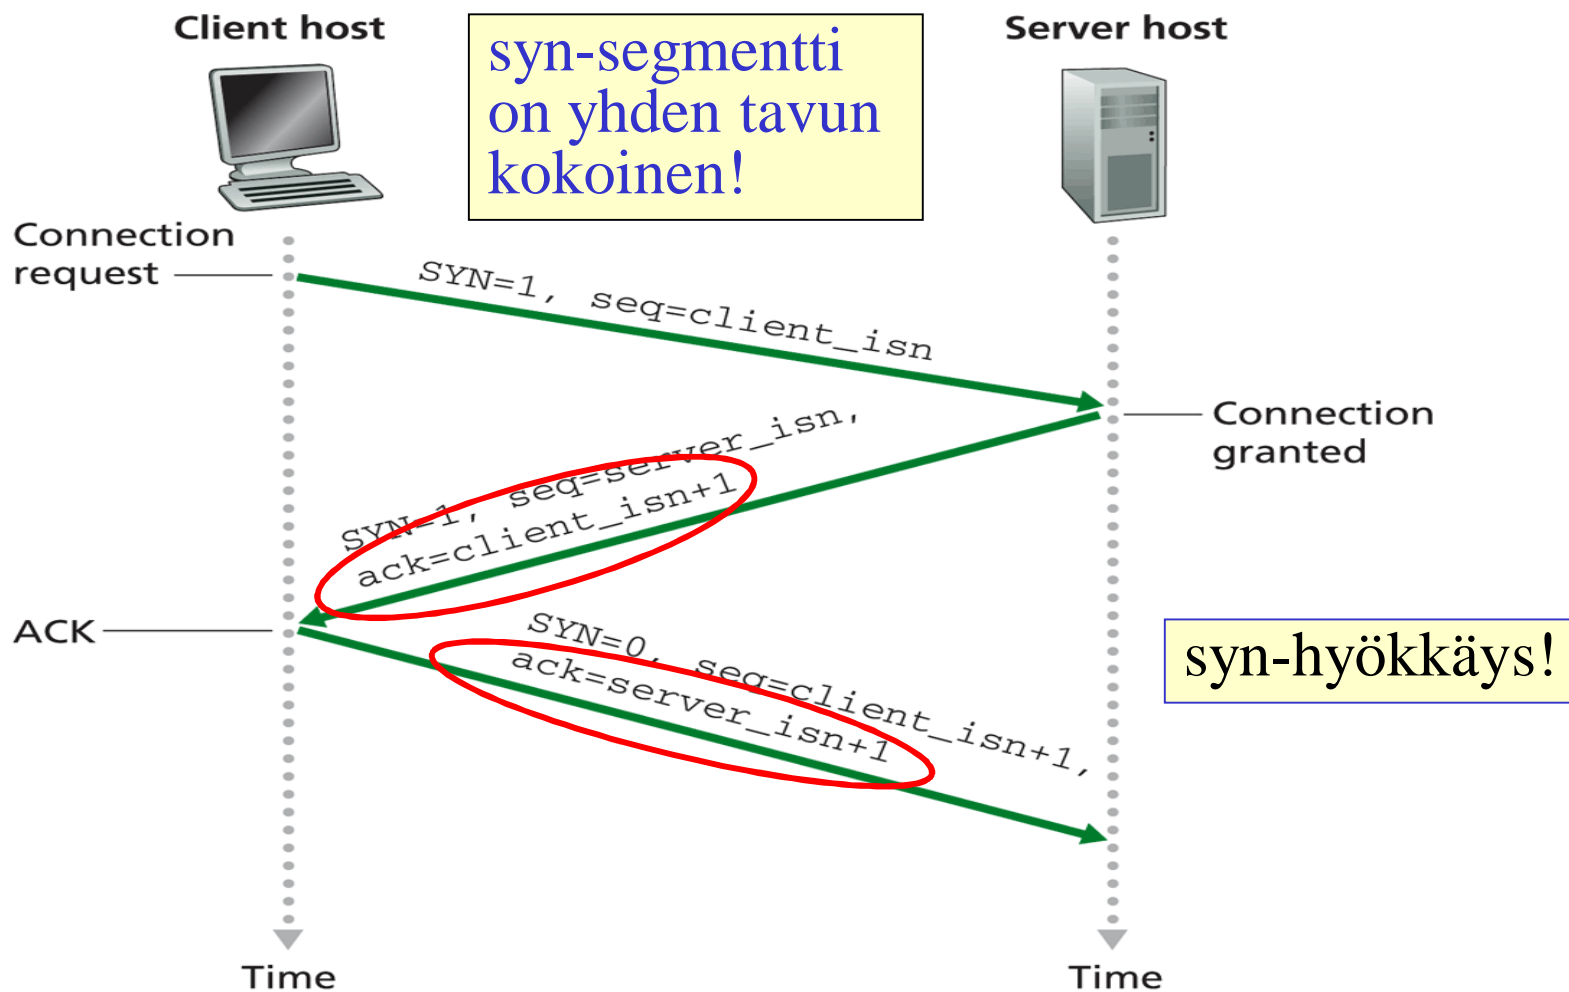 Client host
syn-segmentti
on yhden tavun
kokoinen!
Server host
Connection
request
SYN=1, seq=client_isn
Connection
granted
SYN=1, seq=server_isn,
ack=client_isn+1
ACK
SYN=0, seq=client_isn+1,
ack=server_isn+1
syn-hyökkäys!
Time
Time